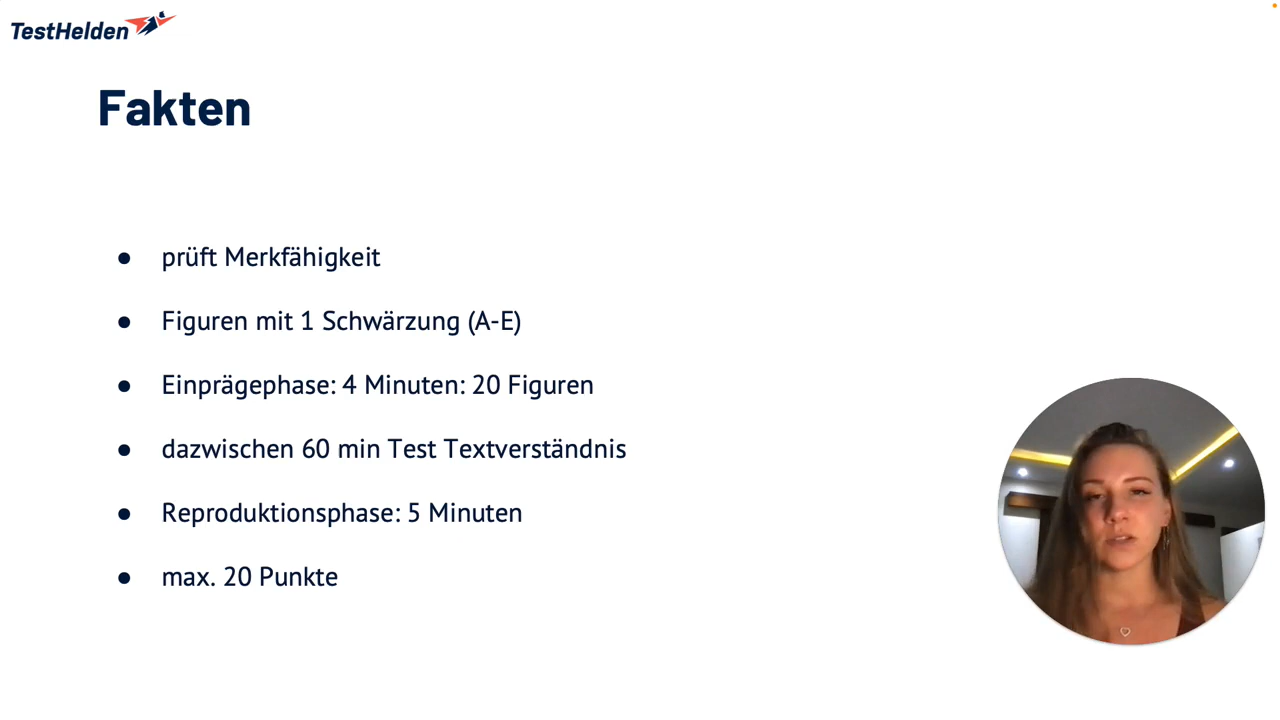 TestHelden
Fakten
● prüft Merkfähigkeit
● Figuren mit 1 Schwärzung (A-E)
● Einprägephase: 4 Minuten: 20 Figuren
● dazwischen 60 min Test Textverständnis
● Reproduktionsphase: 5 Minuten
● max. 20 Punkte